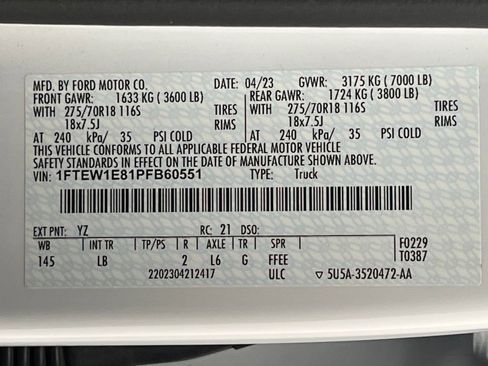 MFD. BY FORD MOTOR CO. DATE: 04/23 GVWR: 3175 KG ( 7000 LB)
FRONT GAWR: 1633 KG ( 3600 LB) REAR GAWR: 1724 KG ( 3800 LB)
WITH 275/70R18 116S TIRES WITH 275/70R18 116S TIRES
18x7.5J RIMS 18x7.5J RIMS
AT 240 kPa/ 35 PSI COLD AT 240 kPa/ 35 PSI COLD
THIS VEHICLE CONFORMS TO ALL APPLICABLE FEDERAL MOTOR VEHICLE
SAFETY STANDARDS IN EFFECT ON THE DATE OF MANUFACTURE SHOWN ABOVE.
VIN: 1FTEW1E81PFB60551 TYPE: Truck
EXT PNT: YZ RC: 21 DSO:
WB INT TR TP/PS R AXLE TR SPR F0229
145 LB 2 L6 G FFEE T0387
2202304212417 ULC ▽ 5U5A-3520472-AA